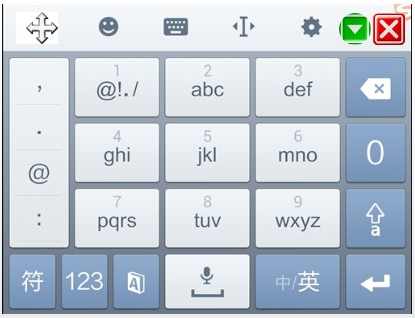 1 2 3
, @!./ abc def
4 5 6
. ghi jkl mno 0
@
7 8 9
: pqrs tuv wxyz a
符 123 A 中/英